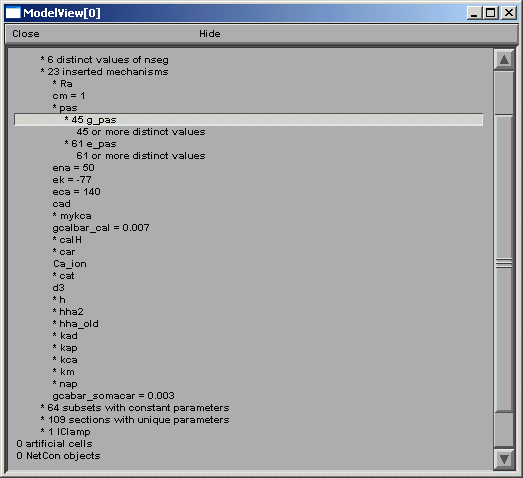 ModelView[0]
Close Hide
* 6 distinct values of nseg
* 23 inserted mechanisms
* Ra
cm = 1
* pas
* 45 g_pas
45 or more distinct values
* 61 e_pas
61 or more distinct values
ena = 50
ek = -77
eca = 140
cad
* mykca
gcalbar_cal = 0.007
* calH
* car
Ca_ion
* cat
d3
* h
* hha2
* hha_old
* kad
* kap
* kca
* km
* nap
gcabar_somacar = 0.003
* 64 subsets with constant parameters
* 109 sections with unique parameters
* 1 IClamp
0 artificial cells
0 NetCon objects